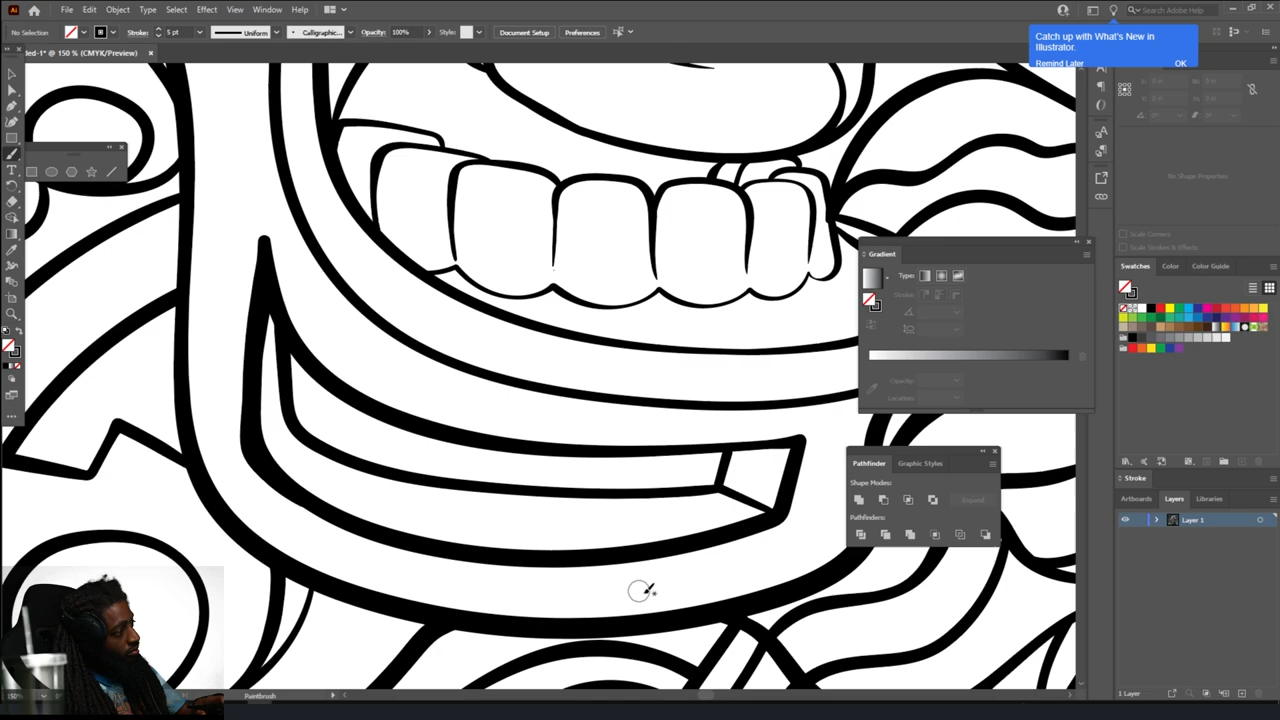 Ai File Edit Object Type Select Effect View Window Help Search Adobe Help
No Selection Stroke: 5 pt Uniform Calligraphic... Opacity: 100% Style: Document Setup Preferences
Catch up with What's New in
Illustrator.
Remind Later OK
ded-1* @ 150 % (CMYK/Preview)
No Shape Properties
Scale Corners
Scale Strokes & Effects
Gradient
Type:
Stroke:
Opacity:
Location:
Swatches Color Color Guide
Pathfinder Graphic Styles
Shape Modes:
Expand
Pathfinders:
Stroke
Artboards Layers Libraries
Layer 1
150% Paintbrush 1 Layer